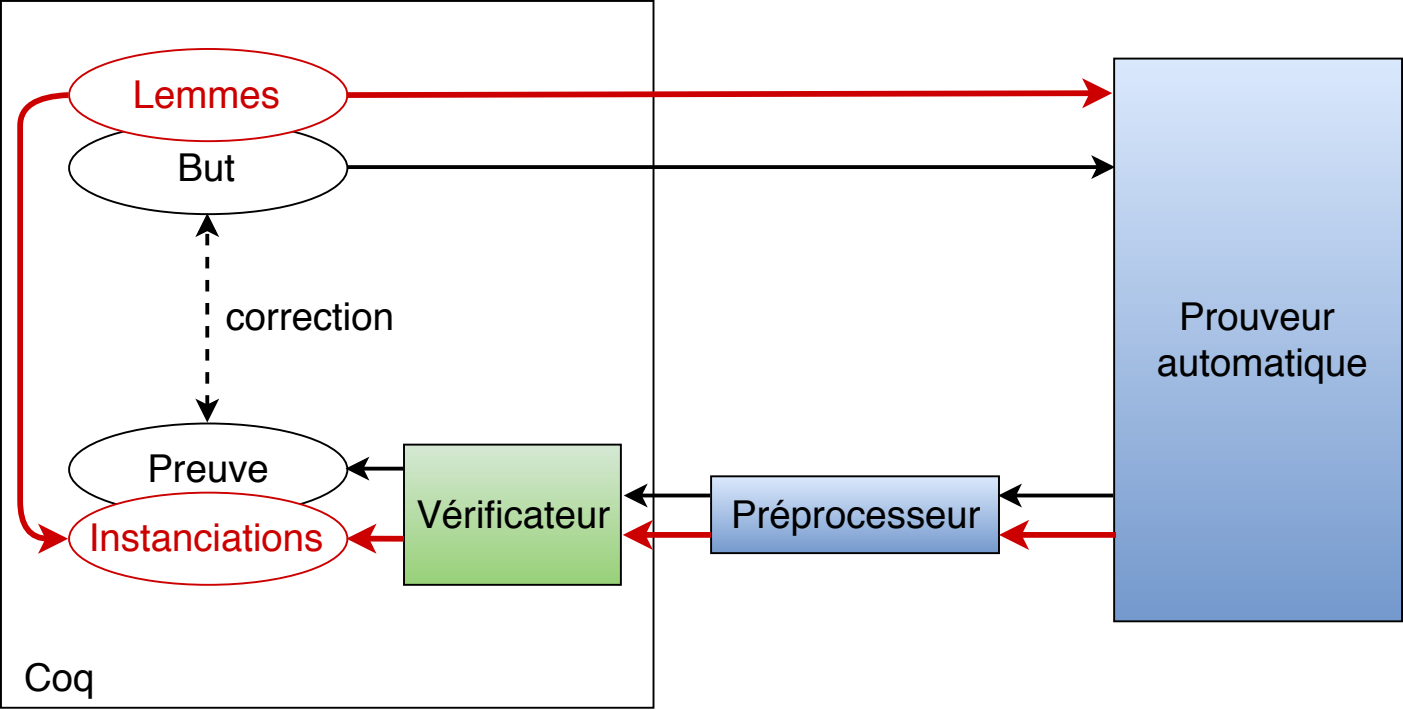 Lemmes
But
correction
Prouveur
automatique
Preuve
Vérificateur
Préprocesseur
Instanciations
Coq